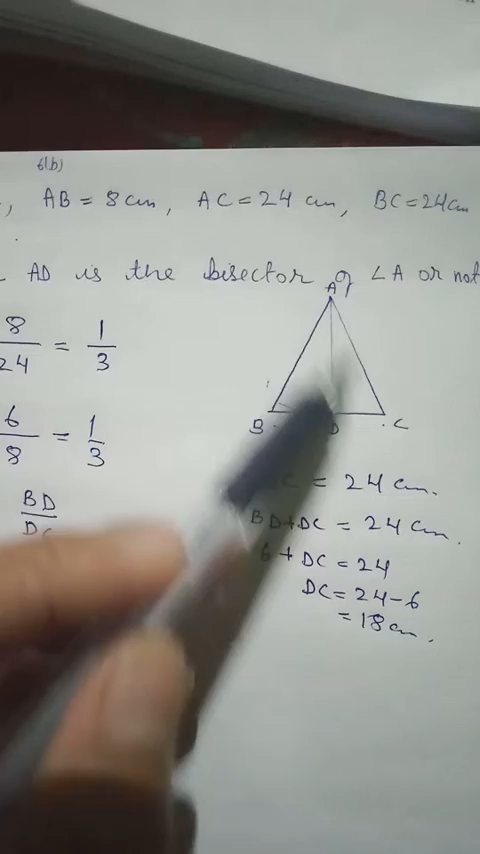 6(b)
AB = 8 cm, AC = 24 cm, BC = 24 cm
AD is the bisector of ∠A or not
8/24 = 1/3
A
6/8 = 1/3
B D C
BD/DC
C = 24 cm.
BD + DC = 24 cm.
6 + DC = 24
DC = 24 - 6
= 18 cm.